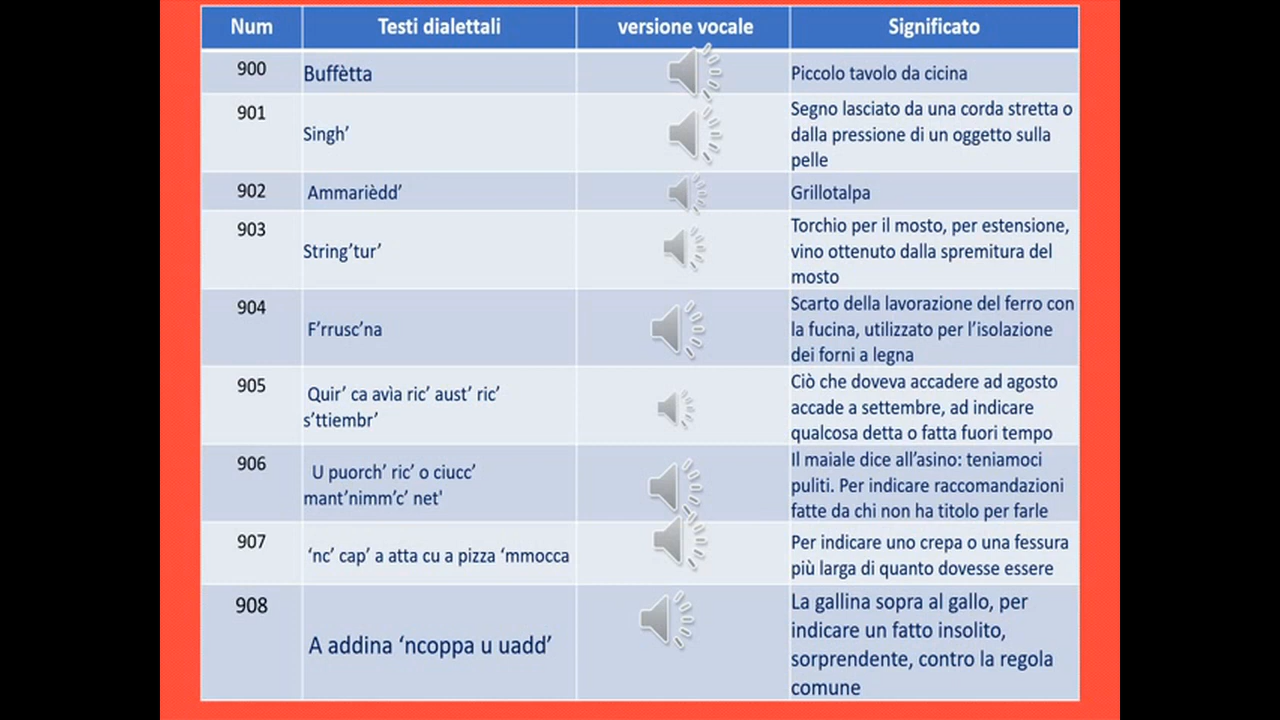 Num Testi dialettali versione vocale Significato
900 Buffètta Piccolo tavolo da cicina
901 Singh’ Segno lasciato da una corda stretta o
dalla pressione di un oggetto sulla
pelle
902 Ammarièdd’ Grillotalpa
903 String’tur’ Torchio per il mosto, per estensione,
vino ottenuto dalla spremitura del
mosto
904 F’rrusc’na Scarto della lavorazione del ferro con
la fucina, utilizzato per l’isolazione
dei forni a legna
905 Quir’ ca avìa ric’ aust’ ric’
s’ttiembr’
Ciò che doveva accadere ad agosto
accade a settembre, ad indicare
qualcosa detta o fatta fuori tempo
906 U puorch’ ric’ o ciucc’
mant’nimm’c’ net'
Il maiale dice all’asino: teniamoci
puliti. Per indicare raccomandazioni
fatte da chi non ha titolo per farle
907 ‘nc’ cap’ a atta cu a pizza ‘mmocca
Per indicare uno crepa o una fessura
più larga di quanto dovesse essere
908 A addina ‘ncoppa u uadd’
La gallina sopra al gallo, per
indicare un fatto insolito,
sorprendente, contro la regola
comune